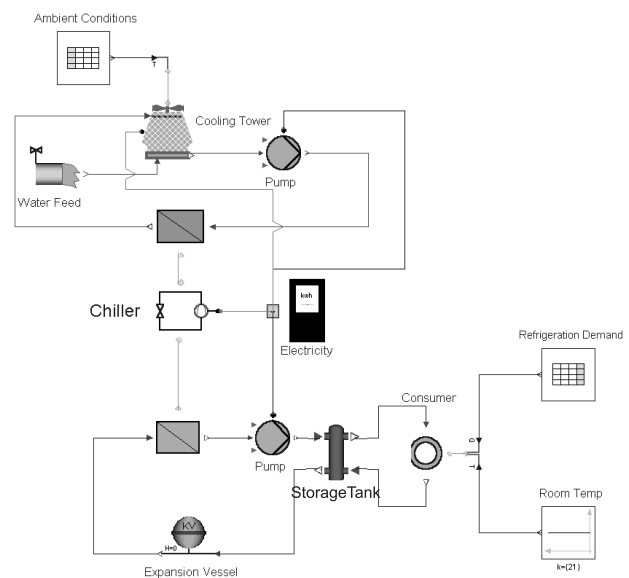 Ambient Conditions
T
Cooling Tower
Pump
Water Feed
Chiller
kwh
Electricity
Refrigeration Demand
Consumer
D
T
Pump
StorageTank
Room Temp
kV
H=0
k={21}
Expansion Vessel